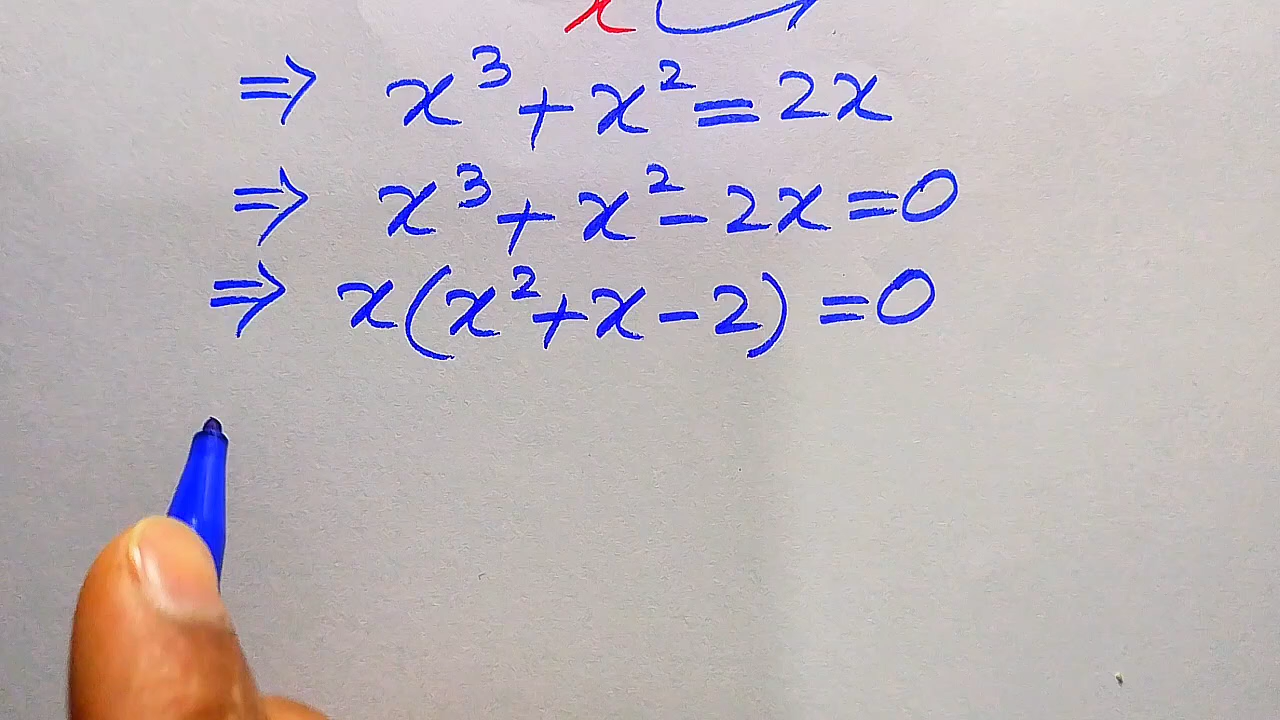 ⇒ x³ + x² = 2x
⇒ x³ + x² - 2x = 0
⇒ x(x² + x - 2) = 0